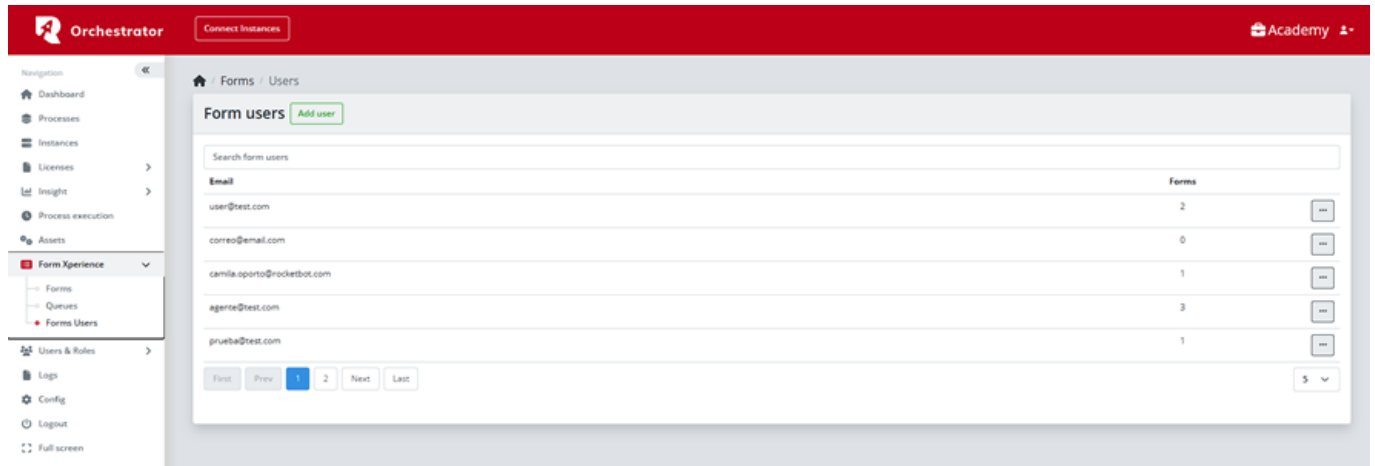 Orchestrator
Connect Instances
Academy
Navigation
Dashboard
Processes
Instances
Licenses
Insight
Process execution
Assets
Form Xperience
Forms
Queues
Forms Users
Users & Roles
Logs
Config
Logout
Full screen
/ Forms / Users
Form users Add user
Search form users
Email Forms
user@test.com 2 ...
correo@email.com 0 ...
camila.oporto@rocketbot.com 1 ...
agente@test.com 3 ...
prueba@test.com 1 ...
First Prev 1 2 Next Last 5